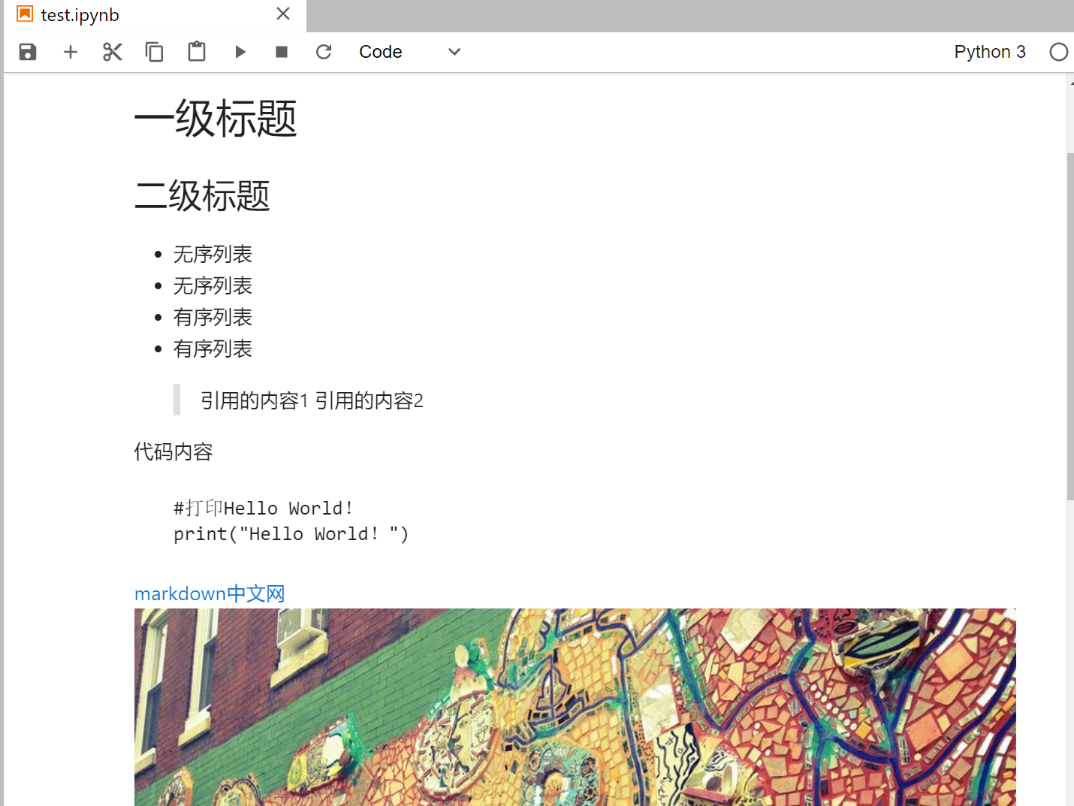 test.ipynb
Code
Python 3
一级标题
二级标题
无序列表
无序列表
有序列表
有序列表
引用的内容1 引用的内容2
代码内容
#打印Hello World!
print("Hello World! ")
markdown中文网